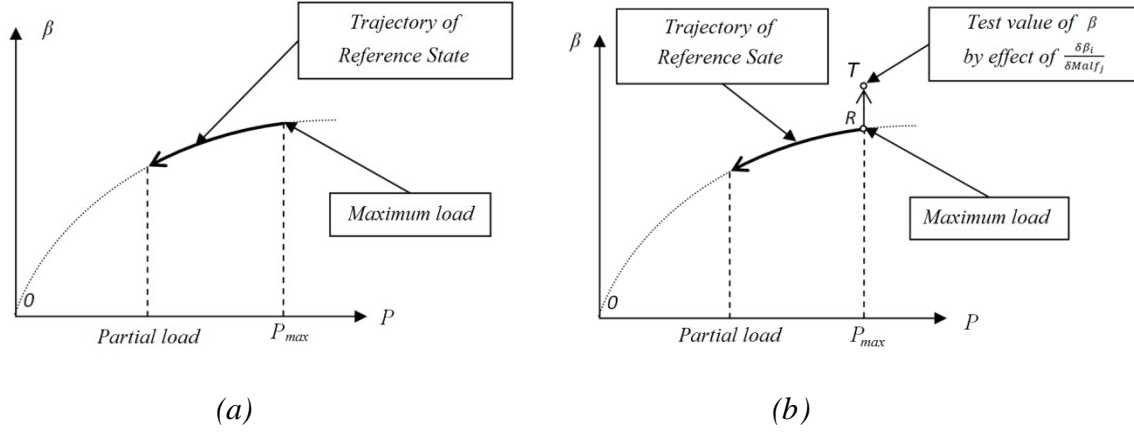 β
Trajectory of
Reference State
Maximum load
0
Partial load
P_max
P
(a)
β
Trajectory of
Reference Sate
T
R
Test value of β
by effect of δβ_i/δMalf_j
Maximum load
0
Partial load
P_max
P
(b)